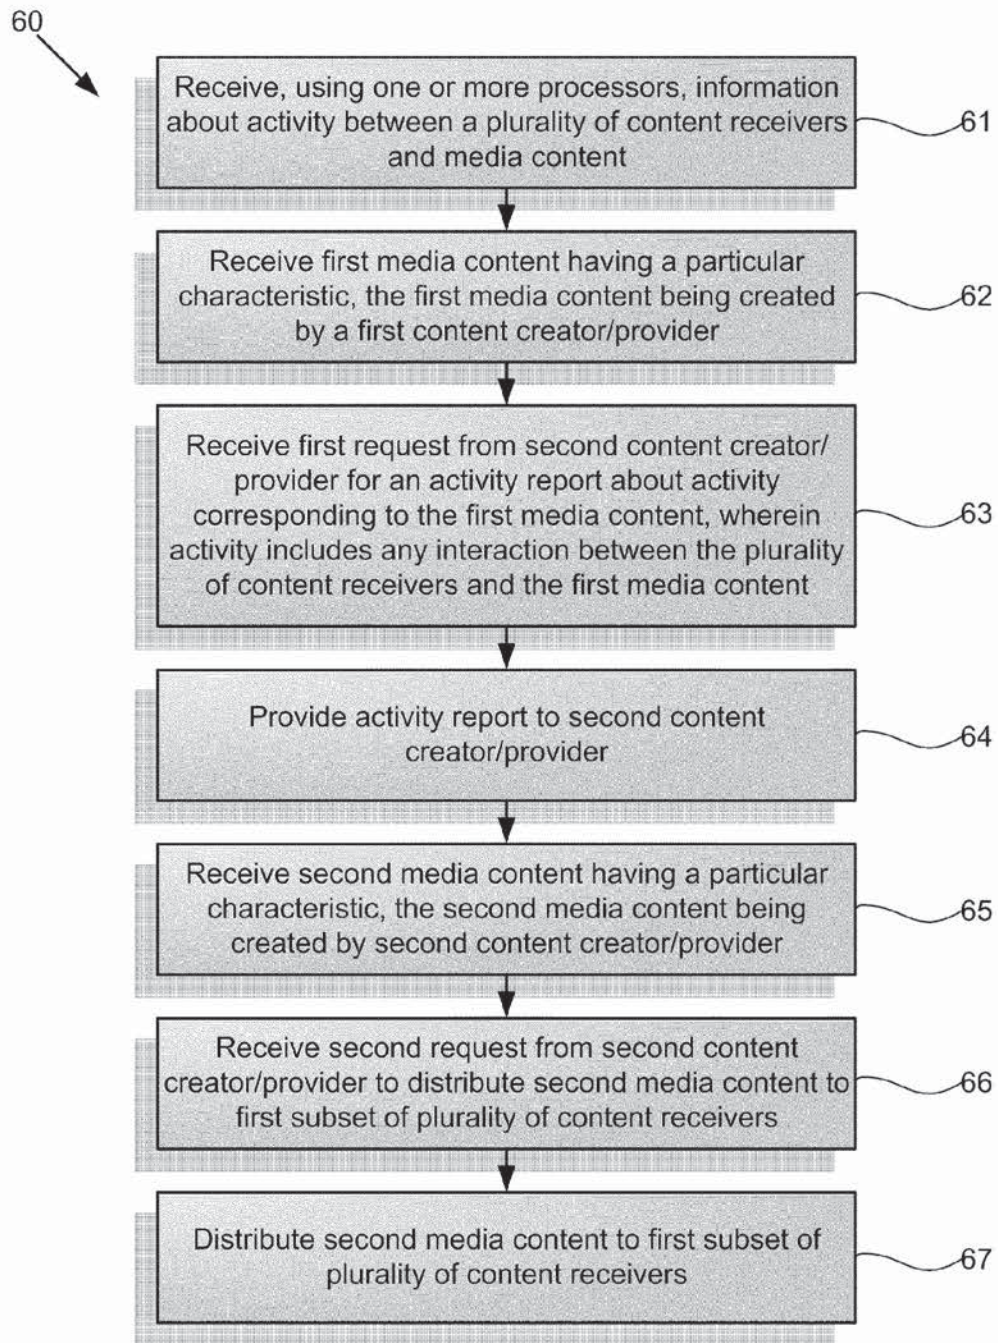 60
Receive, using one or more processors, information
about activity between a plurality of content receivers
and media content
61
Receive first media content having a particular
characteristic, the first media content being created
by a first content creator/provider
62
Receive first request from second content creator/
provider for an activity report about activity
corresponding to the first media content, wherein
activity includes any interaction between the plurality
of content receivers and the first media content
63
Provide activity report to second content
creator/provider
64
Receive second media content having a particular
characteristic, the second media content being
created by second content creator/provider
65
Receive second request from second content
creator/provider to distribute second media content to
first subset of plurality of content receivers
66
Distribute second media content to first subset of
plurality of content receivers
67